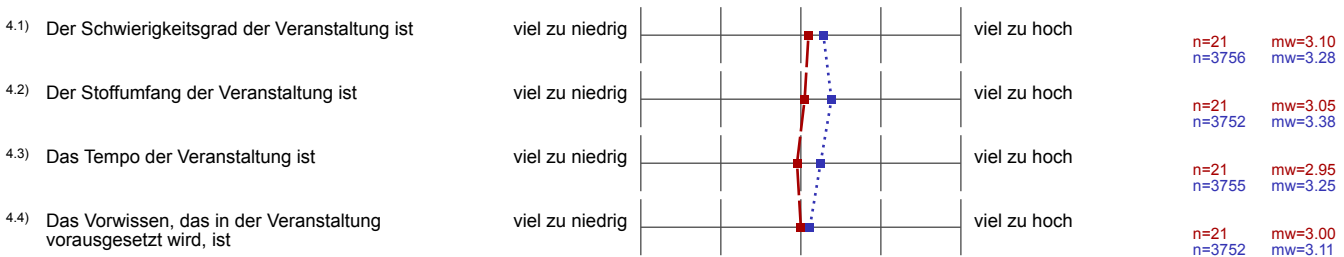 4.1) Der Schwierigkeitsgrad der Veranstaltung ist viel zu niedrig viel zu hoch
n=21 mw=3.10
n=3756 mw=3.28
4.2) Der Stoffumfang der Veranstaltung ist viel zu niedrig viel zu hoch
n=21 mw=3.05
n=3752 mw=3.38
4.3) Das Tempo der Veranstaltung ist viel zu niedrig viel zu hoch
n=21 mw=2.95
n=3755 mw=3.25
4.4) Das Vorwissen, das in der Veranstaltung viel zu niedrig viel zu hoch
vorausgesetzt wird, ist
n=21 mw=3.00
n=3752 mw=3.11